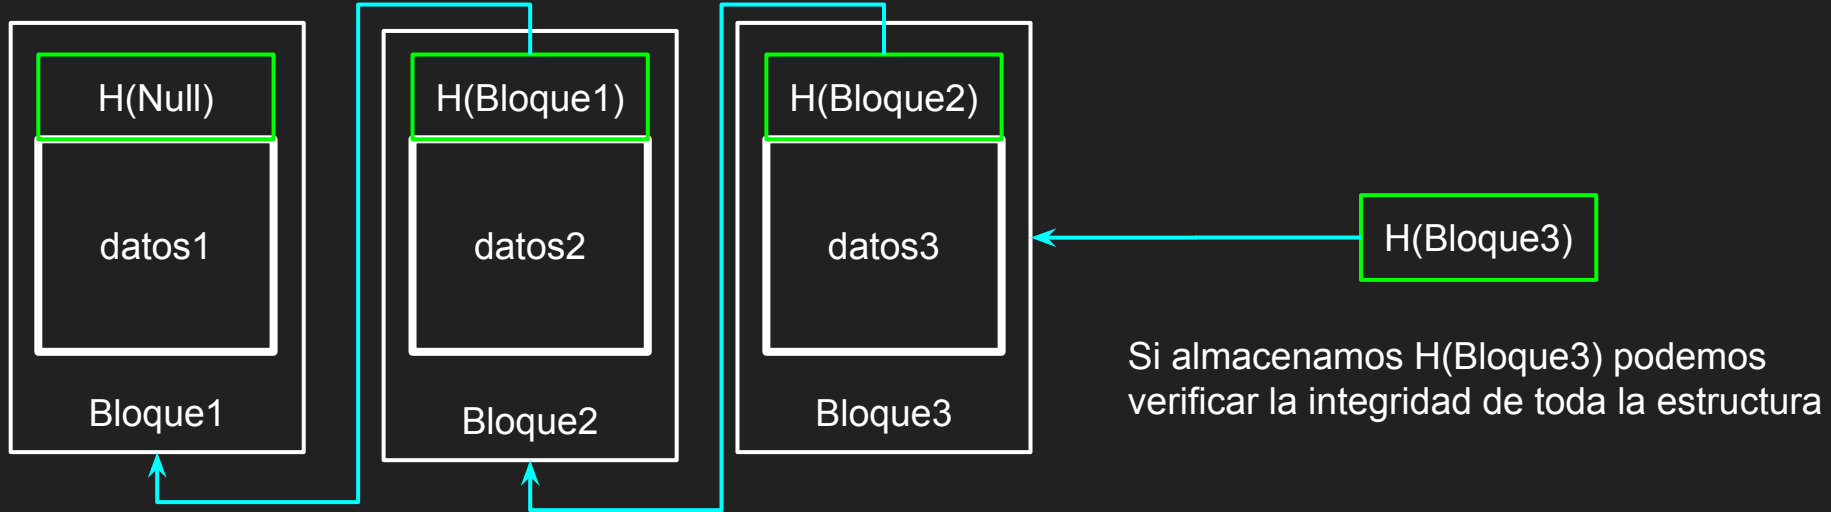 H(Null)
datos1
Bloque1
H(Bloque1)
datos2
Bloque2
H(Bloque2)
datos3
Bloque3
H(Bloque3)
Si almacenamos H(Bloque3) podemos
verificar la integridad de toda la estructura